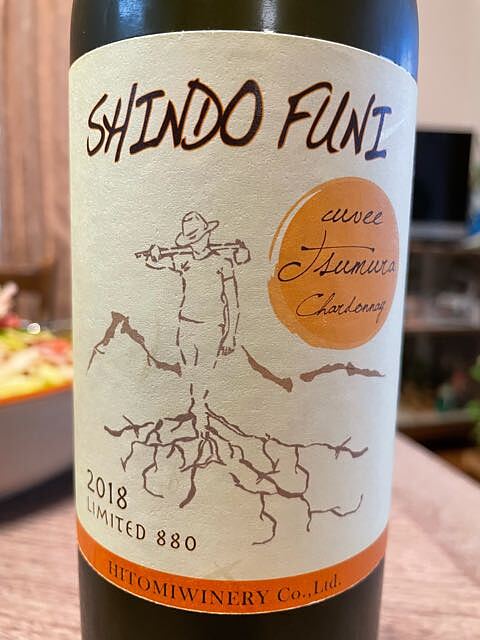 SHINDO FUNI
cuvee
Tsumura
Chardonnay
2018
LIMITED 880
HITOMIWINERY Co.,Ltd.